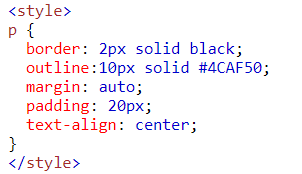 <style>
p {
  border: 2px solid black;
  outline:10px solid #4CAF50;
  margin: auto;
  padding: 20px;
  text-align: center;
}
</style>